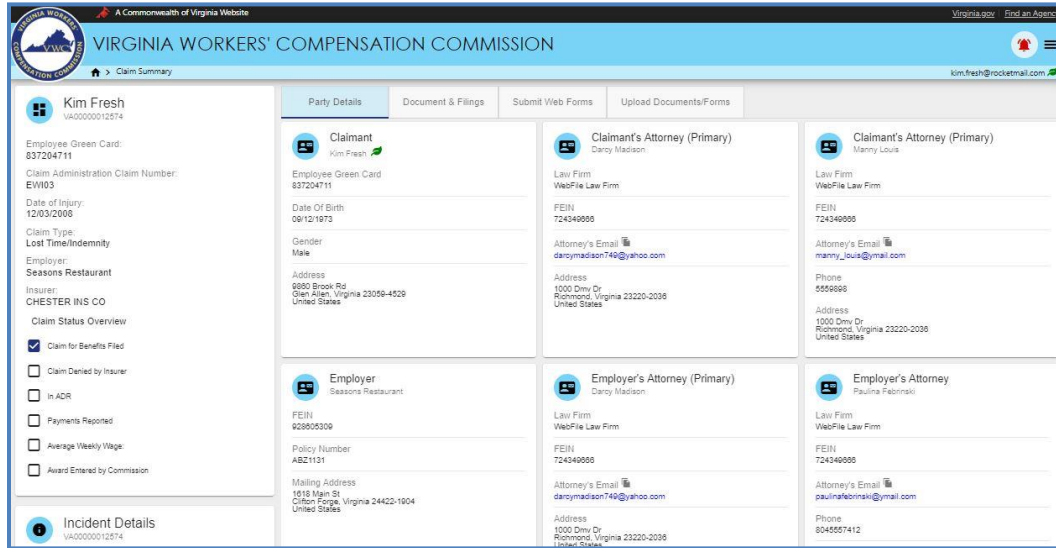 A Commonwealth of Virginia Website
Virginia.gov Find an Agency
VIRGINIA WORKERS' COMPENSATION COMMISSION
VWC
> Claim Summary
kim.fresh@rocketmail.com
Kim Fresh
VA00000012574
Employee Green Card:
837204711
Claim Administration Claim Number:
EWI03
Date of Injury:
12/03/2008
Claim Type:
Lost Time/Indemnity
Employer:
Seasons Restaurant
Insurer:
CHESTER INS CO
Claim Status Overview
Claim for Benefits Filed
Claim Denied by Insurer
In ADR
Payments Reported
Average Weekly Wage:
Award Entered by Commission
Incident Details
VA00000012574
Party Details Document & Filings Submit Web Forms Upload Documents/Forms
Claimant
Kim Fresh
Employee Green Card
837204711
Date Of Birth
09/12/1973
Gender
Male
Address
9860 Brook Rd
Glen Allen, Virginia 23059-4529
United States
Claimant's Attorney (Primary)
Darcy Madison
Law Firm
WebFile Law Firm
FEIN
724349666
Attorney's Email
darcymadison749@yahoo.com
Address
1000 Dmv Dr
Richmond, Virginia 23220-2036
United States
Claimant's Attorney (Primary)
Manny Louis
Law Firm
WebFile Law Firm
FEIN
724349666
Attorney's Email
manny_louis@ymail.com
Phone
5559898
Address
1000 Dmv Dr
Richmond, Virginia 23220-2036
United States
Employer
Seasons Restaurant
FEIN
928605309
Policy Number
ABZ1131
Mailing Address
1618 Main St
Clifton Forge, Virginia 24422-1904
United States
Employer's Attorney (Primary)
Darcy Madison
Law Firm
WebFile Law Firm
FEIN
724349666
Attorney's Email
darcymadison749@yahoo.com
Address
1000 Dmv Dr
Richmond, Virginia 23220-2036
United States
Employer's Attorney
Paulina Febrinski
Law Firm
WebFile Law Firm
FEIN
724349666
Attorney's Email
paulinafebrinski@ymail.com
Phone
8045557412